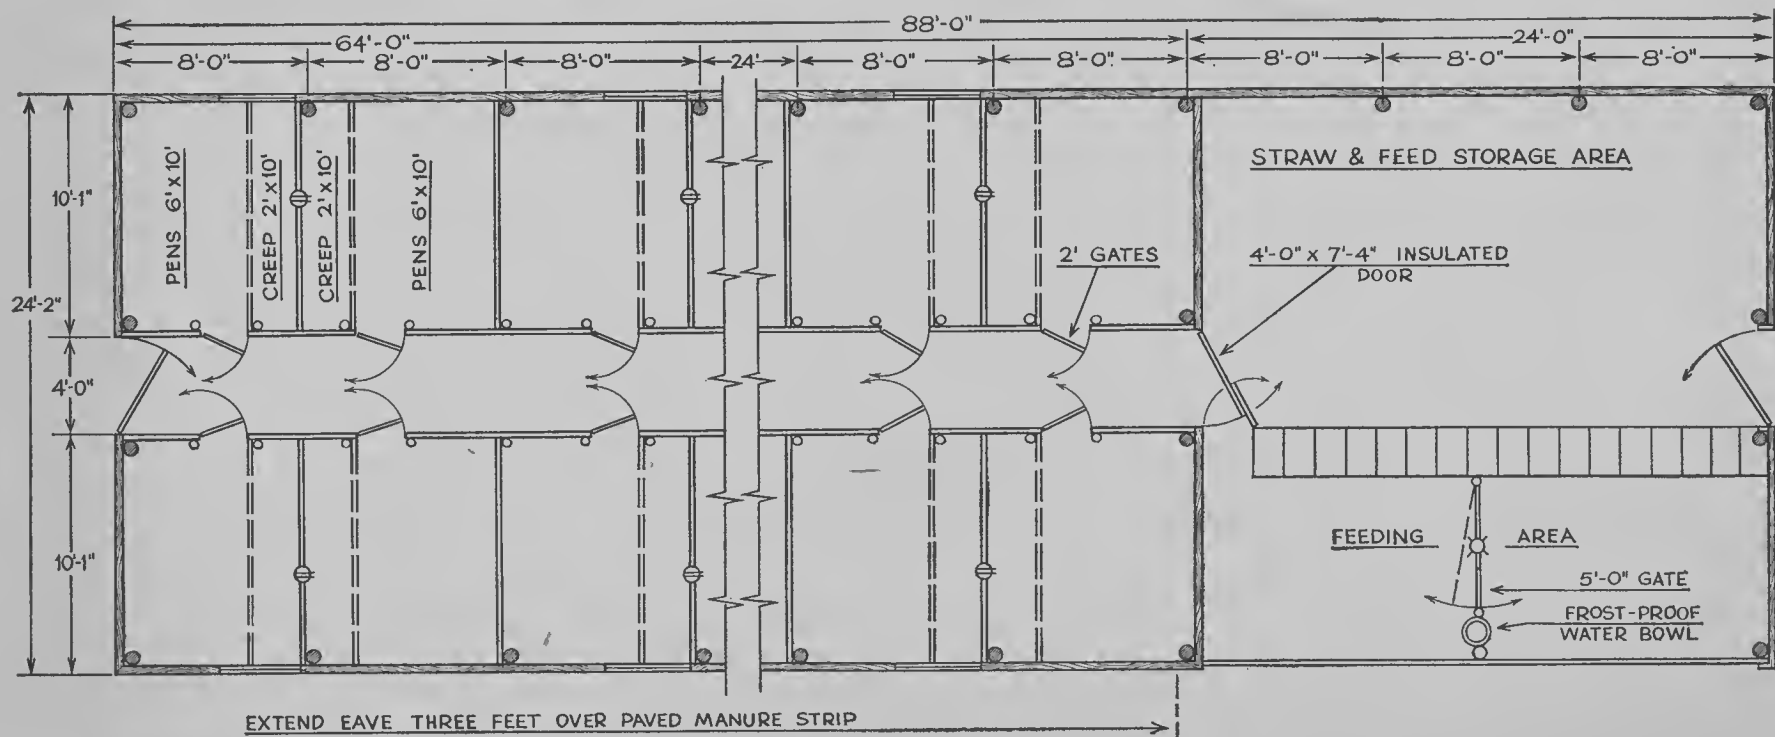 88'-0"
64'-0"
24'-0"
8'-0"
8'-0"
8'-0"
24'
8'-0"
8'-0"
8'-0"
8'-0"
8'-0"
10'-1"
PENS 6'x10'
CREEP 2'x10'
CREEP 2'x10'
PENS 6'x10'
STRAW & FEED STORAGE AREA
2' GATES
4'-0" x 7'-4" INSULATED
DOOR
24'-2"
4'-0"
10'-1"
FEEDING AREA
5'-0" GATE
FROST-PROOF
WATER BOWL
EXTEND EAVE THREE FEET OVER PAVED MANURE STRIP